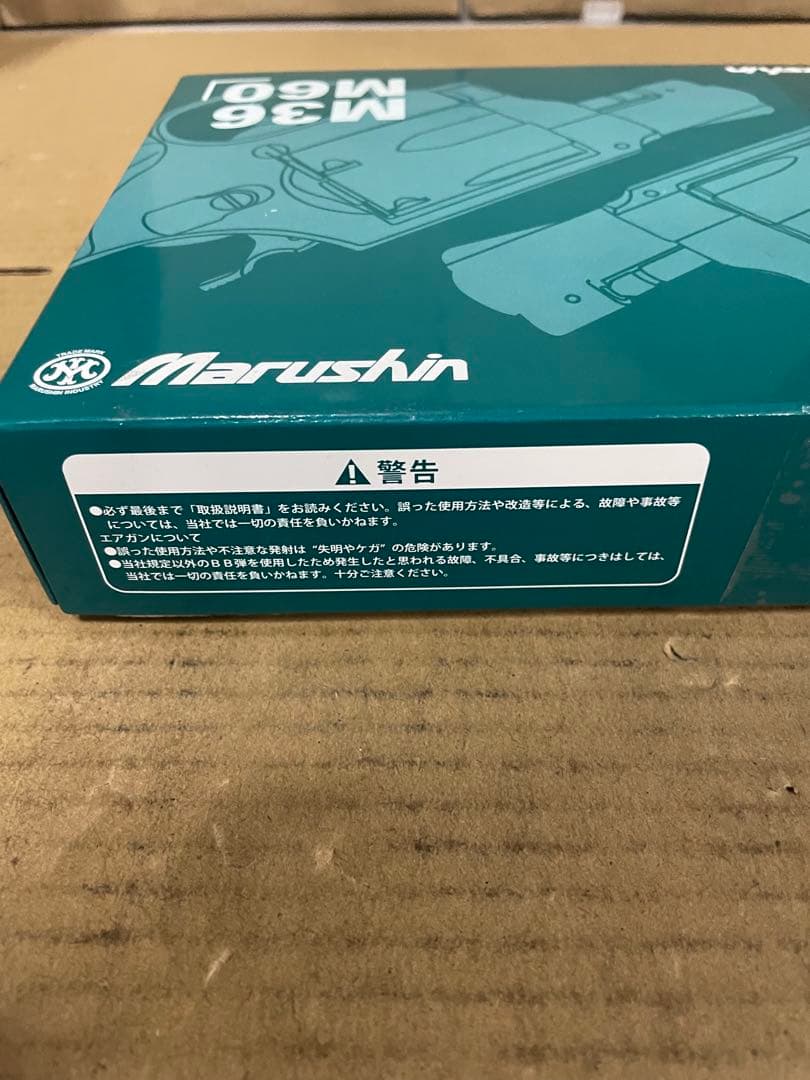 M36
M60
TRADE MARK
MARUSHIN INDUSTRY
Marushin
警告
●必ず最後まで「取扱説明書」をお読みください。誤った使用方法や改造等による、故障や事故等
については、当社では一切の責任を負いかねます。
エアガンについて
●誤った使用方法や不注意な発射は“失明やケガ”の危険があります。
●当社規定以外のBB弾を使用したため発生したと思われる故障、不具合、事故等につきはしては、
当社では一切の責任を負いかねます。十分ご注意ください。